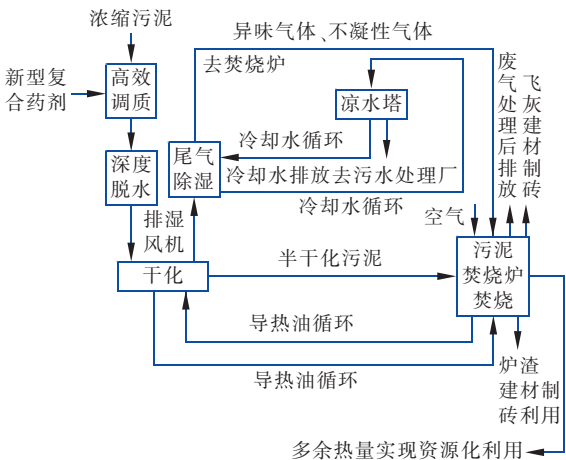 浓缩污泥
新型复
合药剂
高效
调质
深度
脱水
排湿
风机
干化
异味气体、不凝性气体
去焚烧炉
凉水塔
冷却水循环
尾气
除湿
冷却水排放去污水处理厂
冷却水循环
空气
废气处理后排放
飞灰建材制砖
半干化污泥
污泥
焚烧炉
焚烧
导热油循环
导热油循环
炉渣
建材制
砖利用
多余热量实现资源化利用